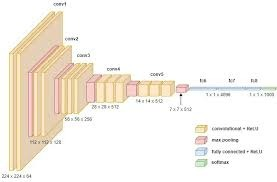 conv1
conv2
conv3
conv4
conv5
fc6
fc7
fc8
1 x 1 x 4096
1 x 1 x 1000
7 x 7 x 512
14 x 14 x 512
28 x 28 x 512
56 x 56 x 256
112 x 112 x 128
224 x 224 x 64
convolutional + ReLU
max pooling
fully connected + ReLU
softmax